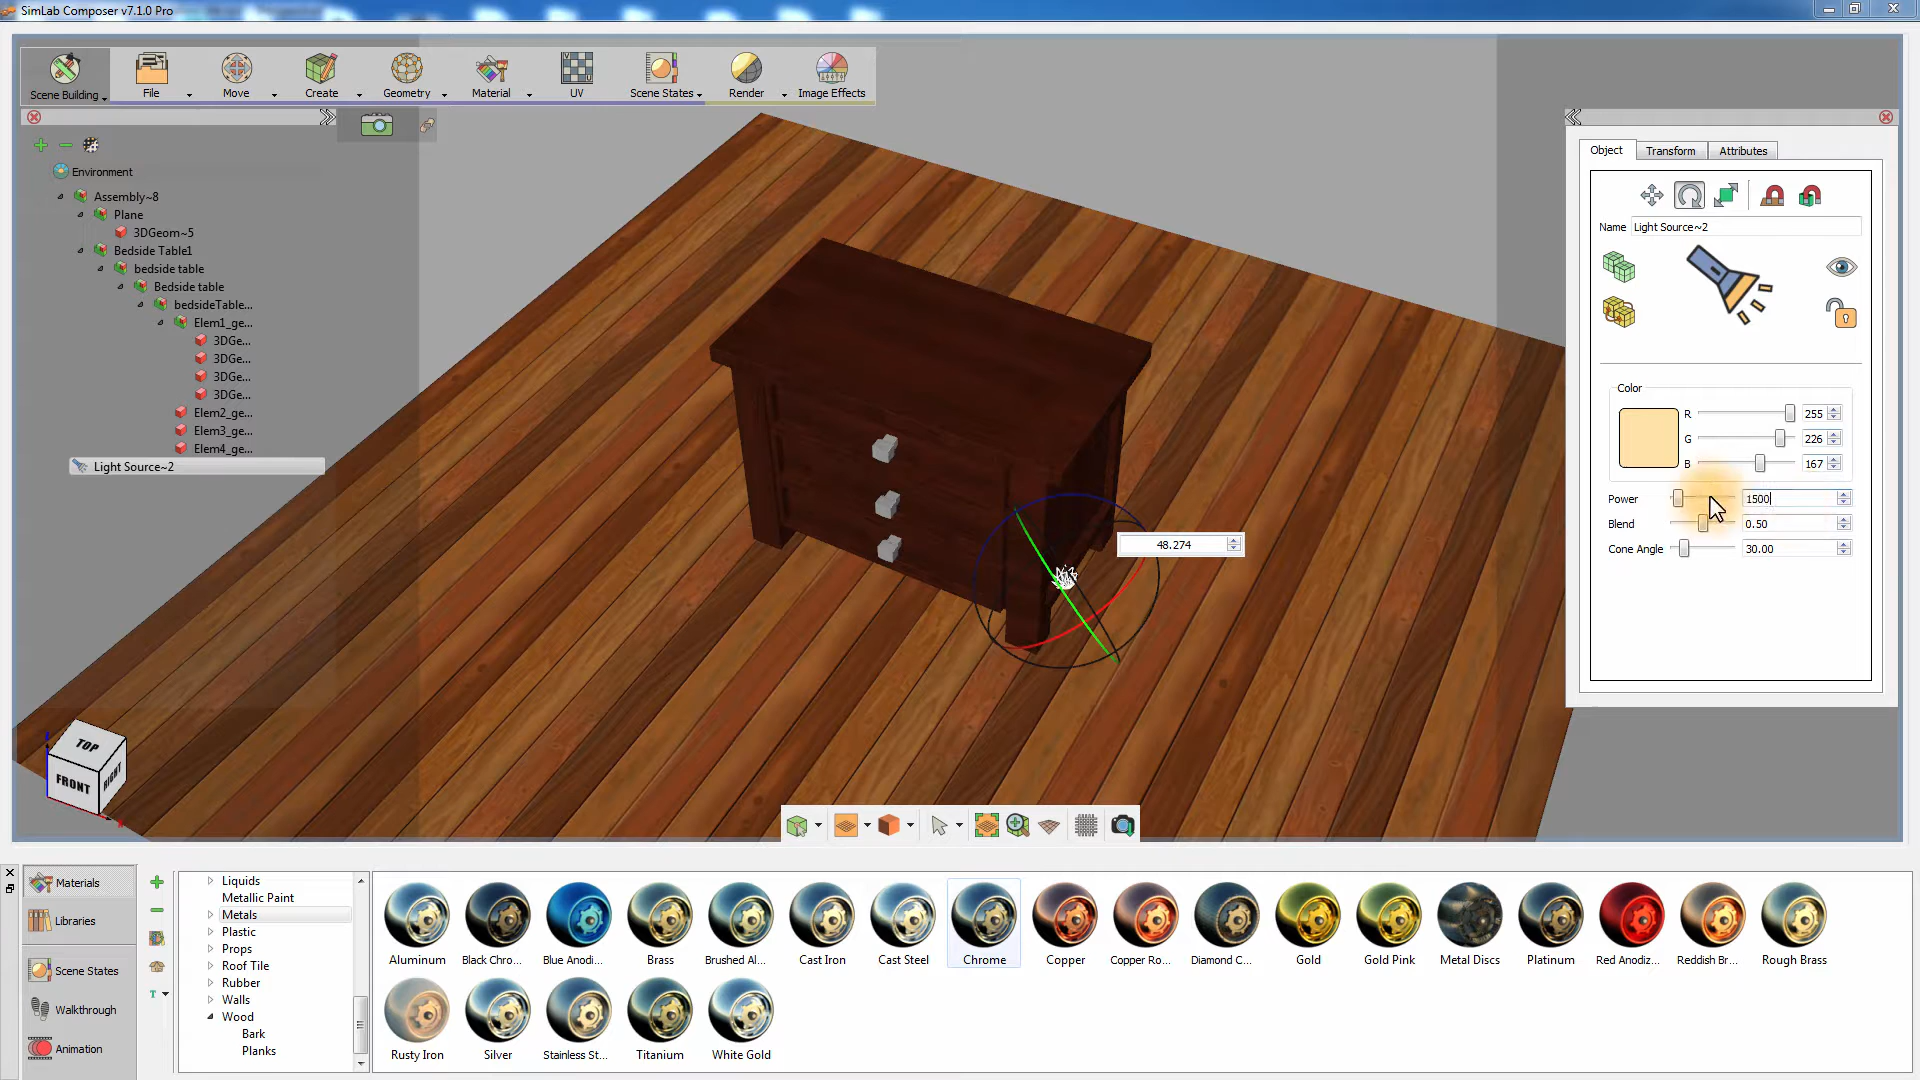 SimLab Composer v7.1.0 Pro
Scene Building
File
Move
Create
Geometry
Material
UV
Scene States
Render
Image Effects
Environment
Assembly~8
Plane
3DGeom~5
Bedside Table1
bedside table
Bedside table
bedsideTable...
Elem1_ge...
3DGe...
3DGe...
3DGe...
3DGe...
Elem2_ge...
Elem3_ge...
Elem4_ge...
Light Source~2
48.274
TOP
FRONT
RIGHT
Object
Transform
Attributes
Name
Light Source~2
Color
R 255
G 226
B 167
Power 1500
Blend 0.50
Cone Angle 30.00
Materials
Libraries
Scene States
Walkthrough
Animation
T
Liquids
Metallic Paint
Metals
Plastic
Props
Roof Tile
Rubber
Walls
Wood
Bark
Planks
Aluminum
Black Chro...
Blue Anodi...
Brass
Brushed Al...
Cast Iron
Cast Steel
Chrome
Copper
Copper Ro...
Diamond C...
Gold
Gold Pink
Metal Discs
Platinum
Red Anodiz...
Reddish Br...
Rough Brass
Rusty Iron
Silver
Stainless St...
Titanium
White Gold